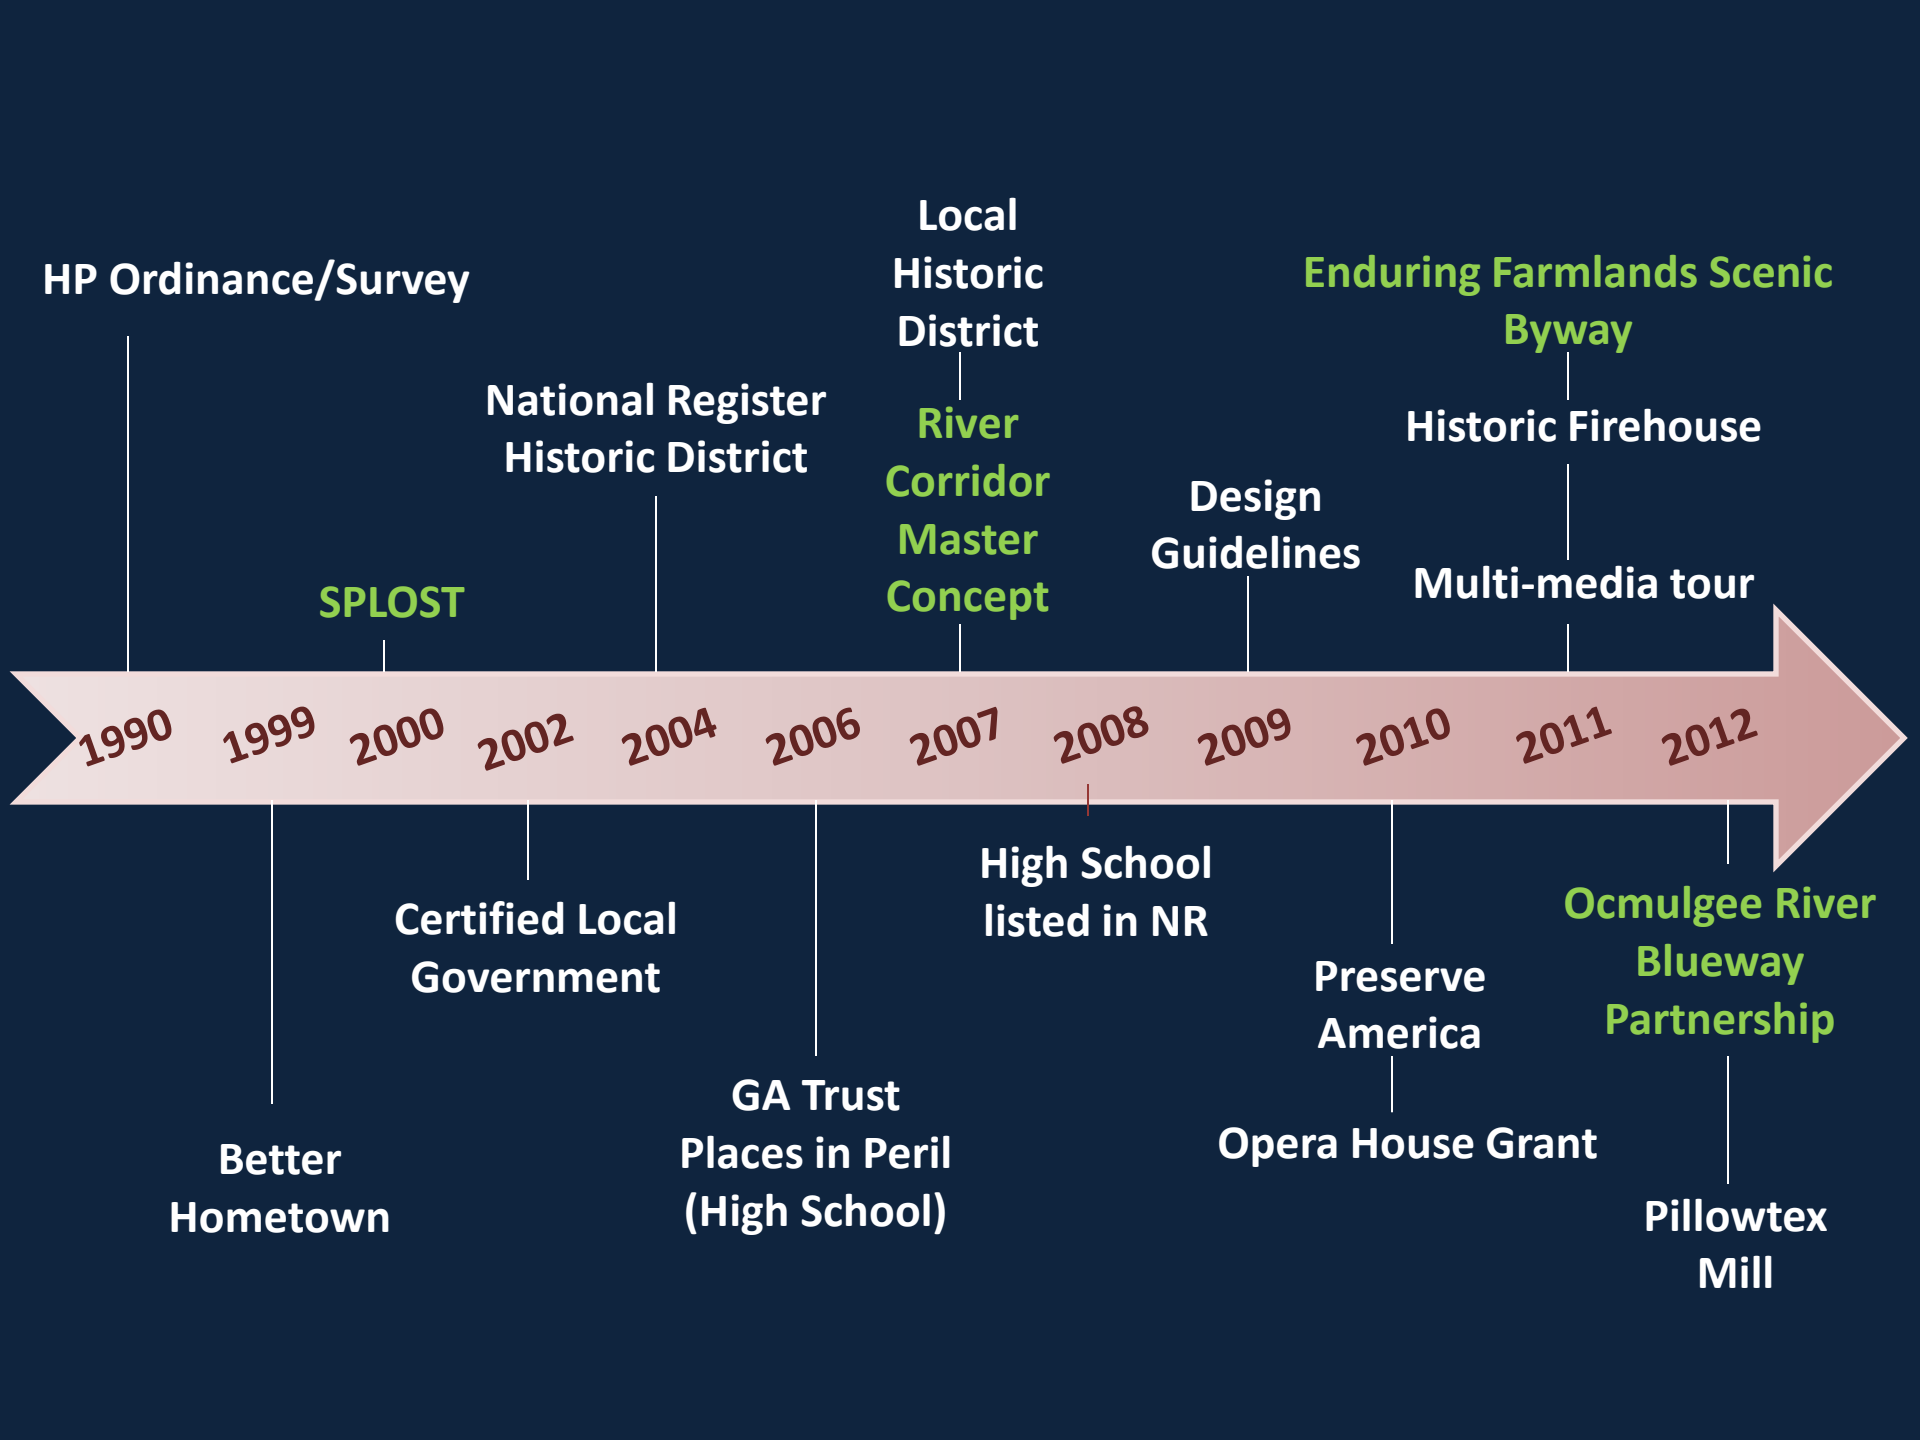 Local
Historic
District
HP Ordinance/Survey
Enduring Farmlands Scenic
Byway
National Register
Historic District
River
Corridor
Master
Concept
Historic Firehouse
Design
Guidelines
Multi-media tour
SPLOST
1990 1999 2000 2002 2004 2006 2007 2008 2009 2010 2011 2012
High School
listed in NR
Certified Local
Government
Ocmulgee River
Blueway
Partnership
Preserve
America
GA Trust
Places in Peril
(High School)
Opera House Grant
Better
Hometown
Pillowtex
Mill